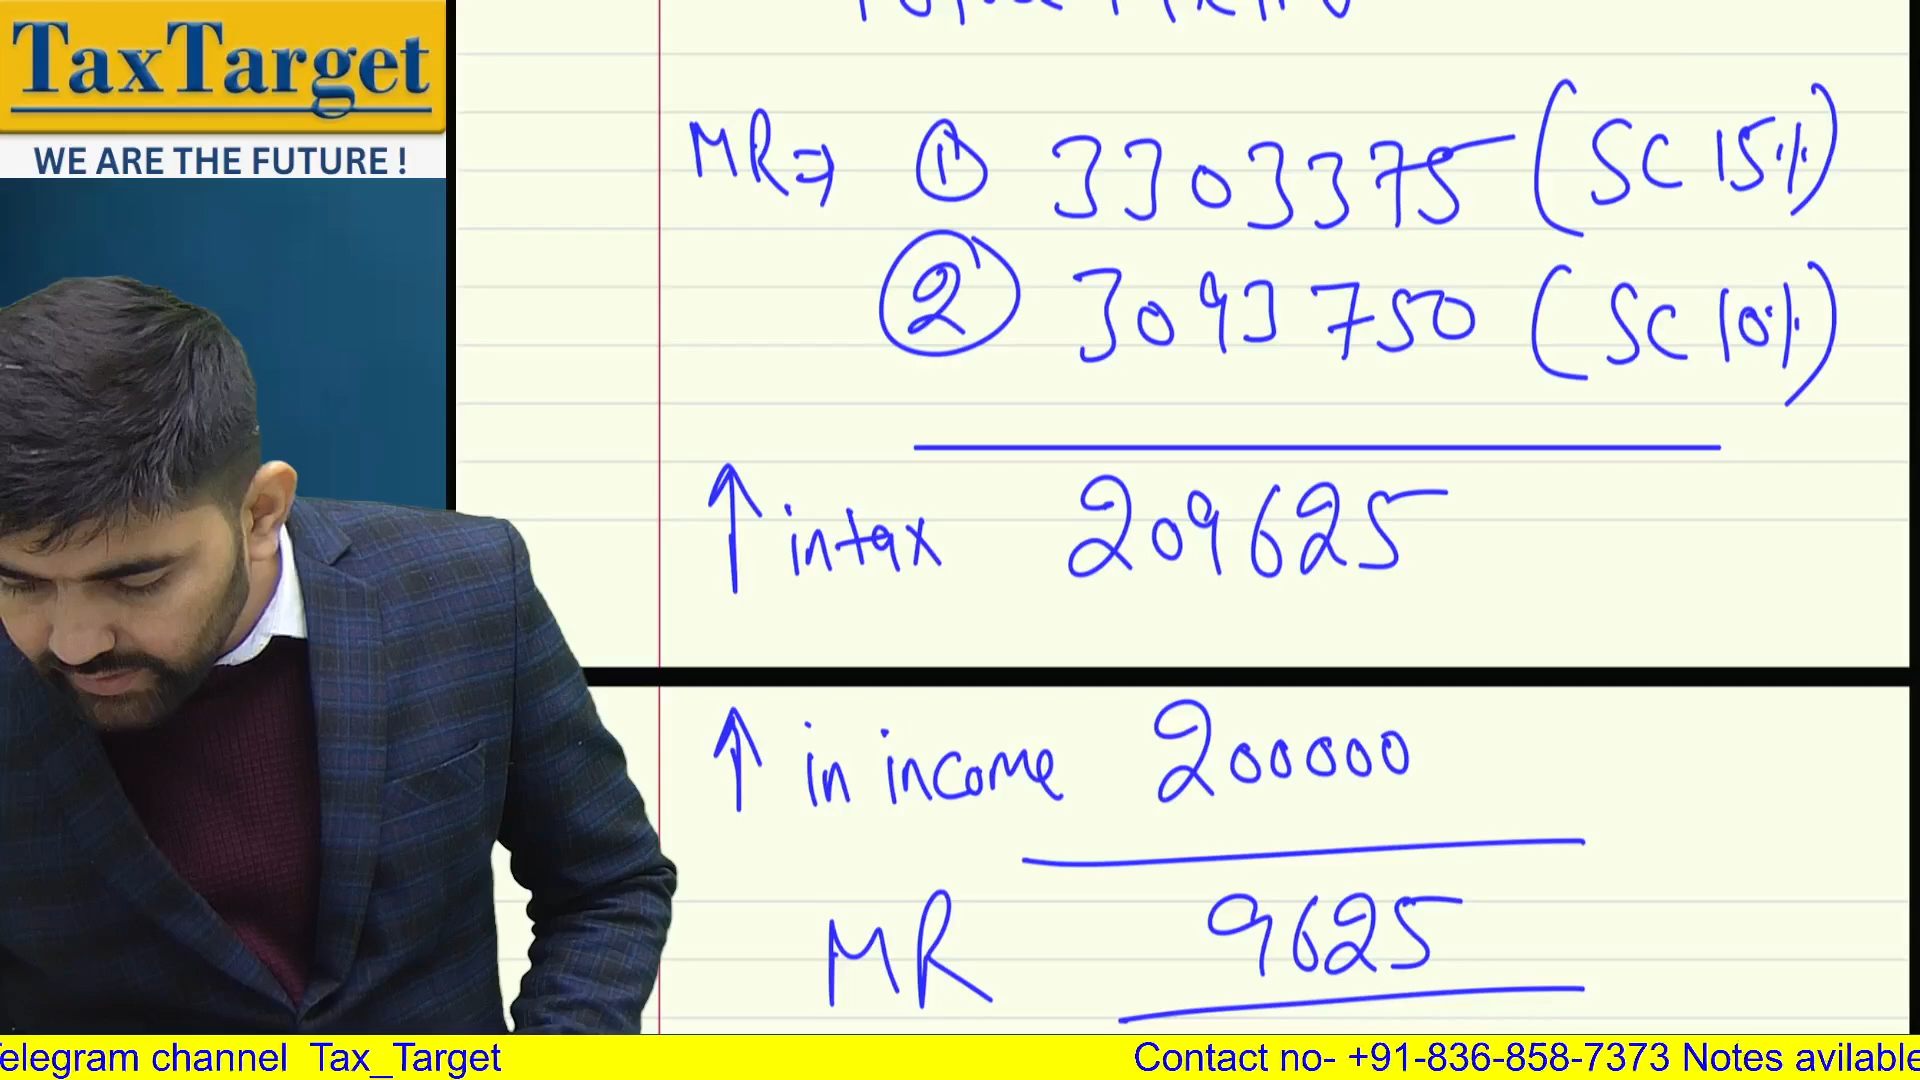 TaxTarget
WE ARE THE FUTURE !
MR⇒ ① 3303375 (SC 15%)
② 3093750 (SC 10%)
↑ in tax 209625
↑ in income 200000
MR 9625
elegram channel Tax_Target
Contact no- +91-836-858-7373 Notes avilable